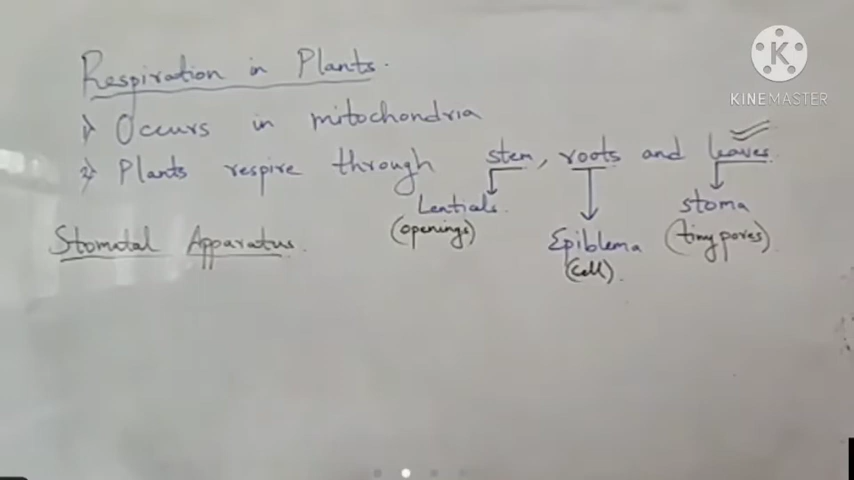 Respiration in Plants.
1) Occurs in mitochondria
2) Plants respire through stem, roots and leaves
Lenticals (openings)
Epiblema (cell)
stoma (tiny pores)
Stomatal Apparatus.
K
KINEMASTER